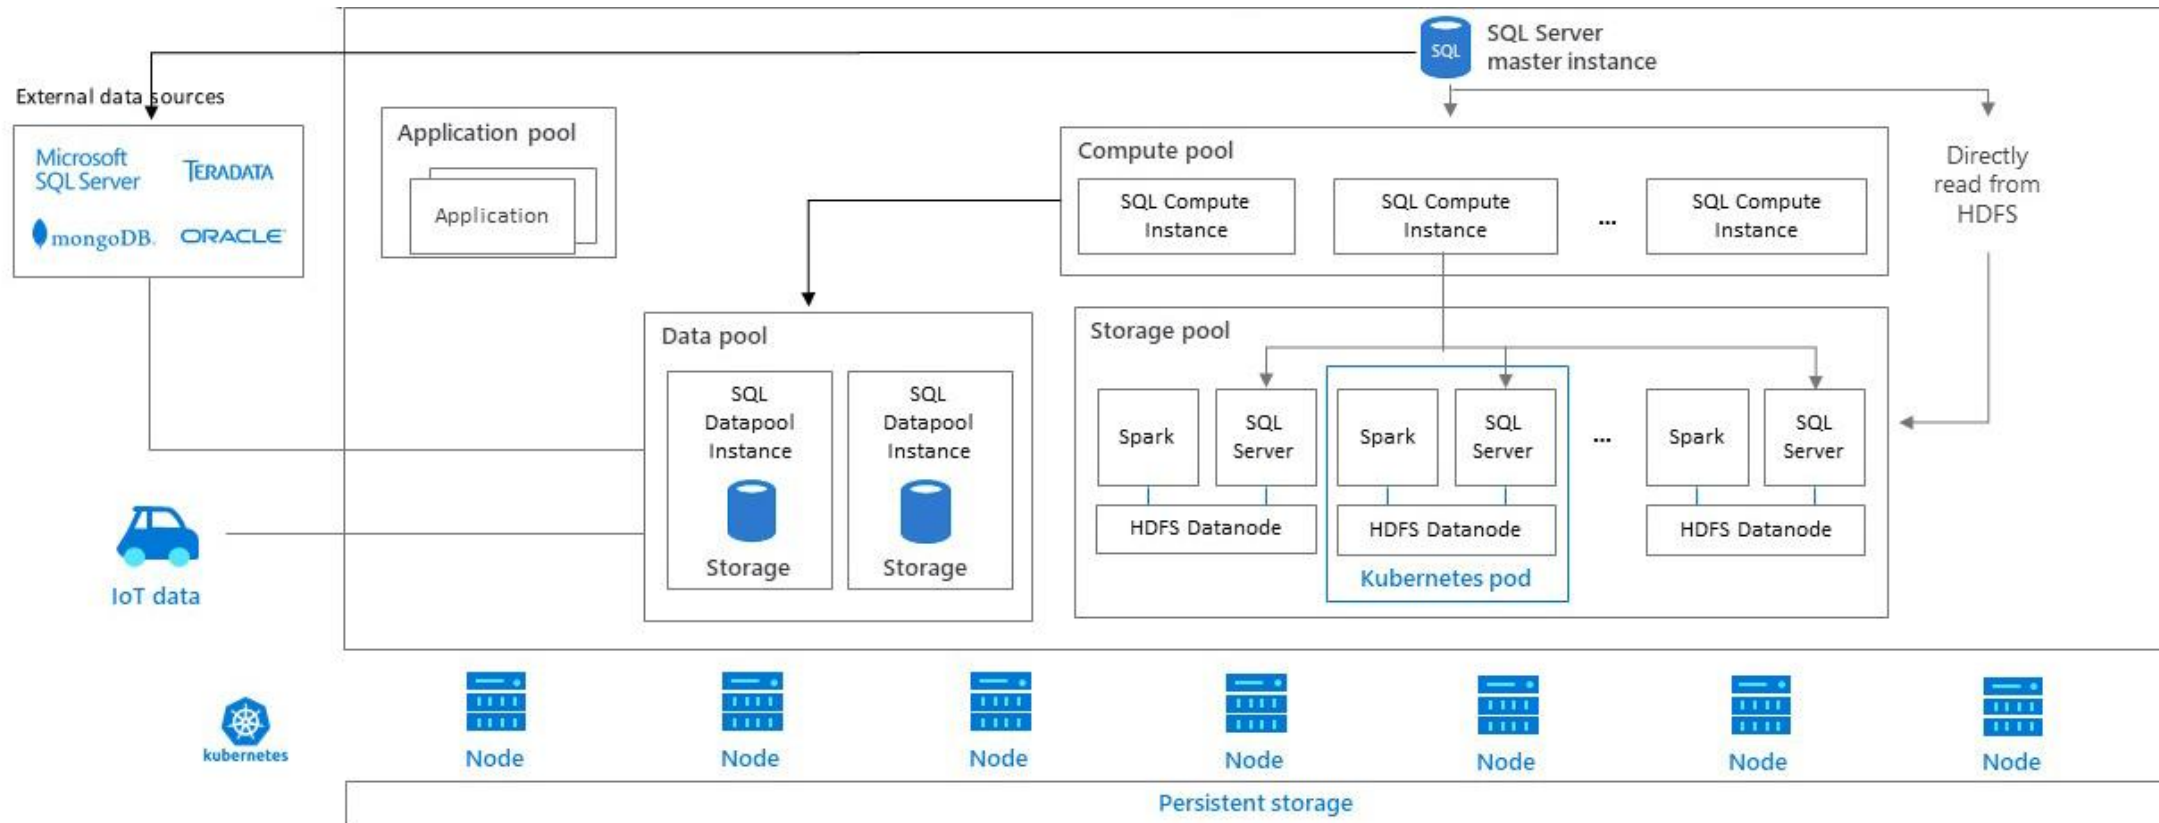 SQL
SQL Server
master instance
External data sources
Microsoft
SQL Server
TERADATA
mongoDB.
ORACLE
Application pool
Application
Compute pool
SQL Compute
Instance
SQL Compute
Instance
...
SQL Compute
Instance
Directly
read from
HDFS
Data pool
SQL
Datapool
Instance
Storage
SQL
Datapool
Instance
Storage
Storage pool
Spark
SQL
Server
HDFS Datanode
Spark
SQL
Server
HDFS Datanode
Kubernetes pod
...
Spark
SQL
Server
HDFS Datanode
IoT data
kubernetes
Node
Node
Node
Node
Node
Node
Node
Persistent storage